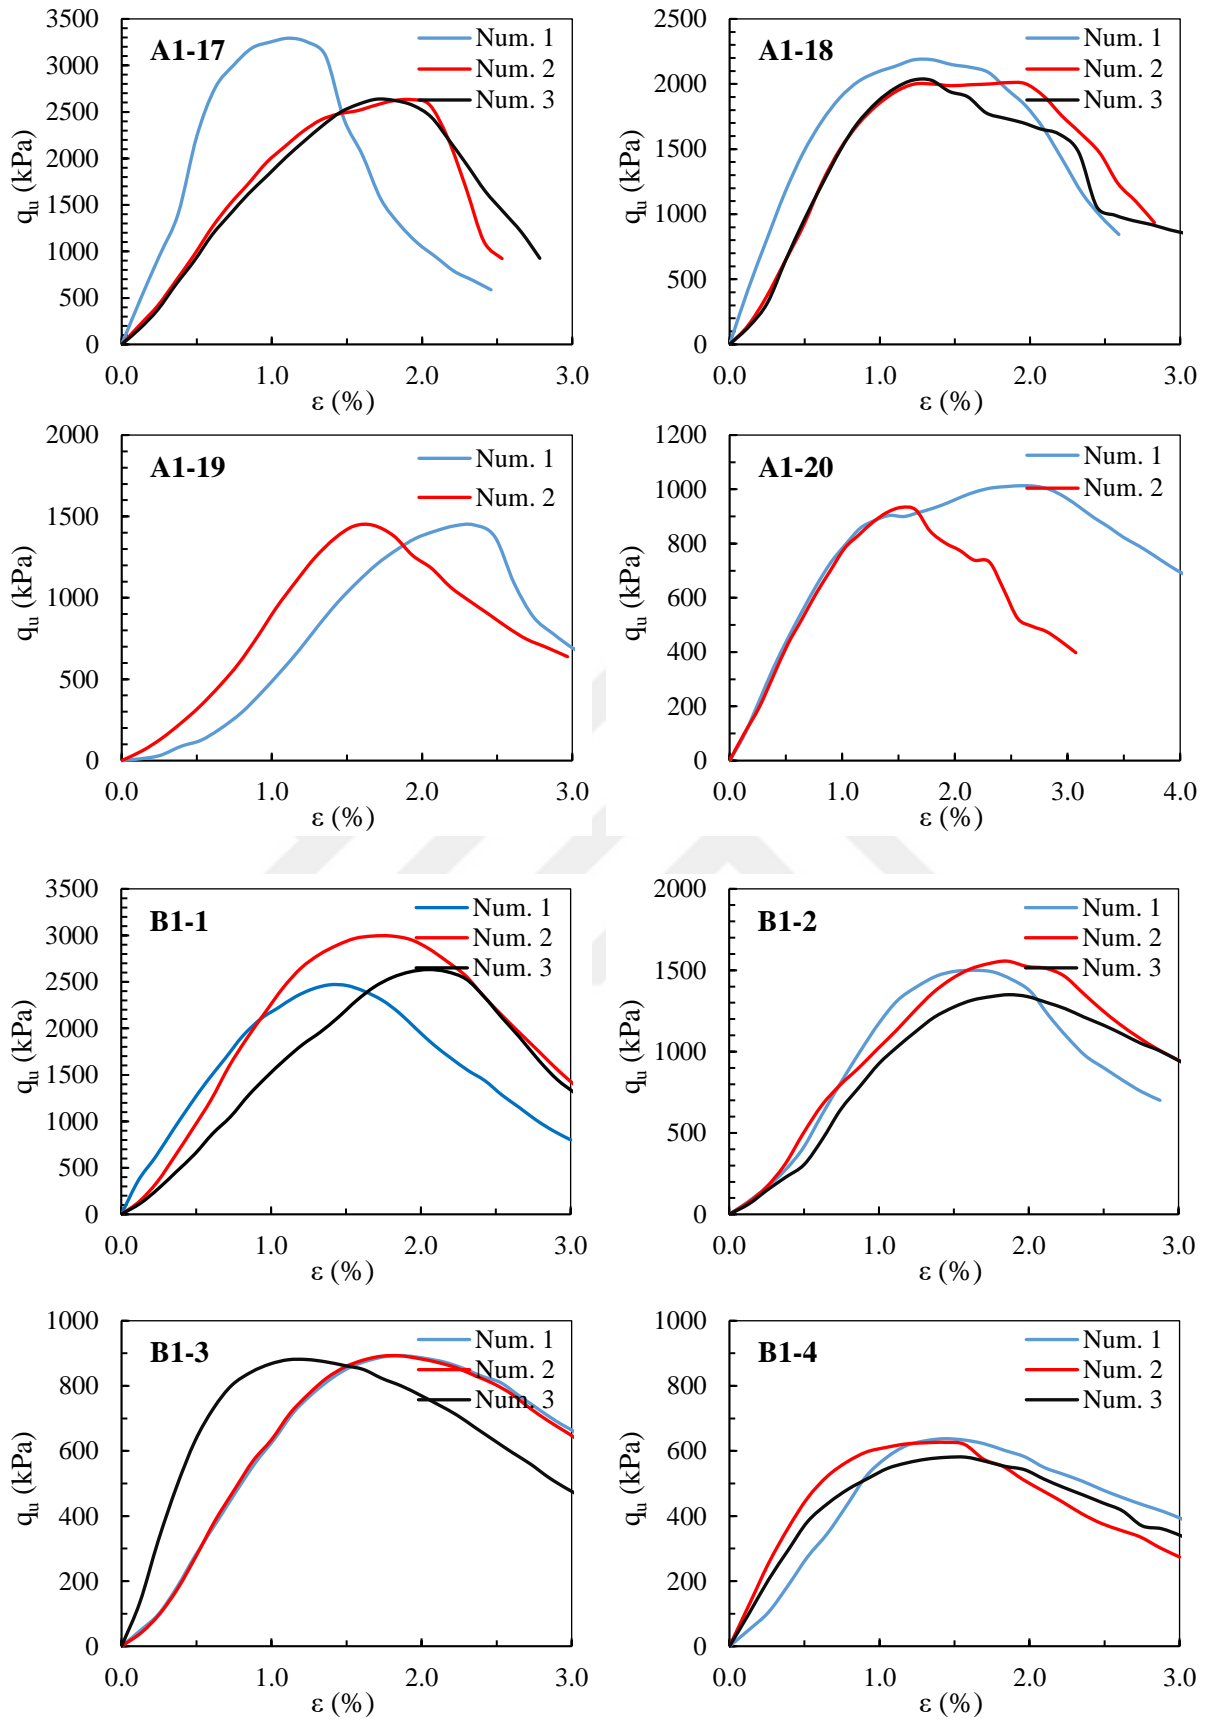 A1-17
Num. 1
Num. 2
Num. 3
3500
3000
2500
2000
1500
1000
500
0
qu (kPa)
0.0 1.0 2.0 3.0
ε (%)
A1-18
Num. 1
Num. 2
Num. 3
2500
2000
1500
1000
500
0
qu (kPa)
0.0 1.0 2.0 3.0
ε (%)
A1-19
Num. 1
Num. 2
2000
1500
1000
500
0
qu (kPa)
0.0 1.0 2.0 3.0
ε (%)
A1-20
Num. 1
Num. 2
1200
1000
800
600
400
200
0
qu (kPa)
0.0 1.0 2.0 3.0 4.0
ε (%)
B1-1
Num. 1
Num. 2
Num. 3
3500
3000
2500
2000
1500
1000
500
0
qu (kPa)
0.0 1.0 2.0 3.0
ε (%)
B1-2
Num. 1
Num. 2
Num. 3
2000
1500
1000
500
0
qu (kPa)
0.0 1.0 2.0 3.0
ε (%)
B1-3
Num. 1
Num. 2
Num. 3
1000
800
600
400
200
0
qu (kPa)
0.0 1.0 2.0 3.0
ε (%)
B1-4
Num. 1
Num. 2
Num. 3
1000
800
600
400
200
0
qu (kPa)
0.0 1.0 2.0 3.0
ε (%)